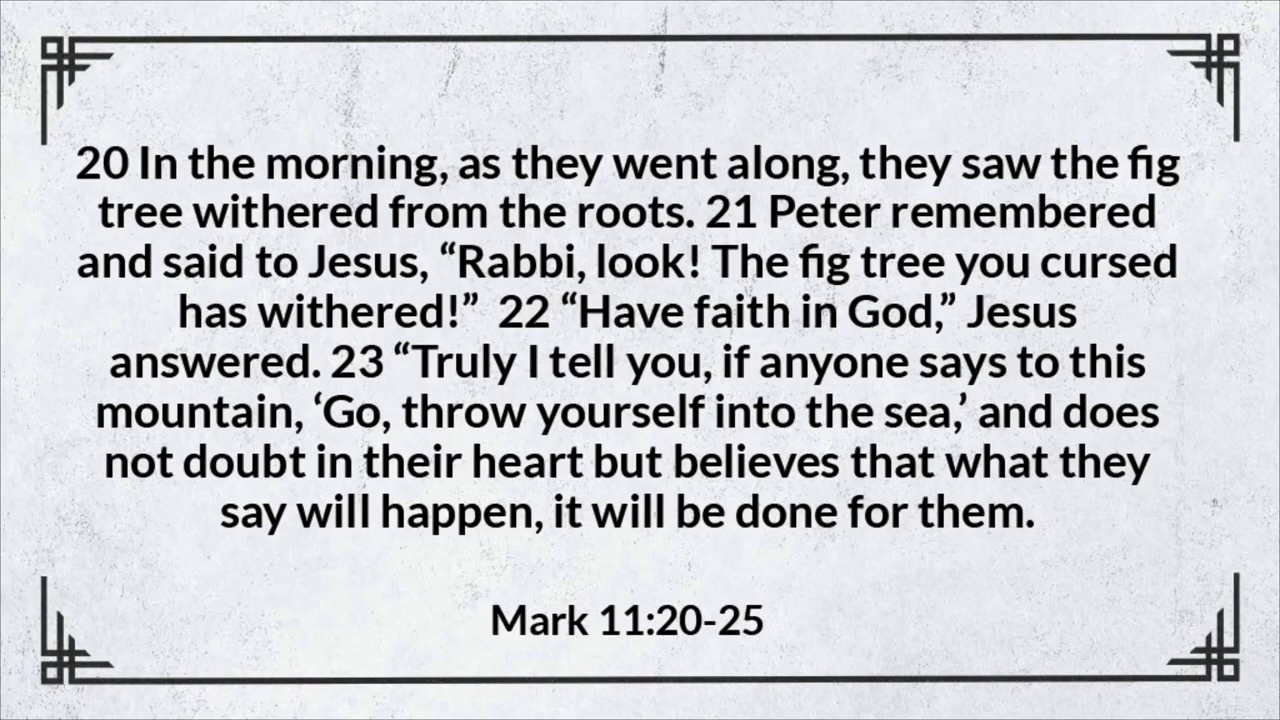 20 In the morning, as they went along, they saw the fig
tree withered from the roots. 21 Peter remembered
and said to Jesus, “Rabbi, look! The fig tree you cursed
has withered!”  22 “Have faith in God,” Jesus
answered. 23 “Truly I tell you, if anyone says to this
mountain, ‘Go, throw yourself into the sea,’ and does
not doubt in their heart but believes that what they
say will happen, it will be done for them.
Mark 11:20-25